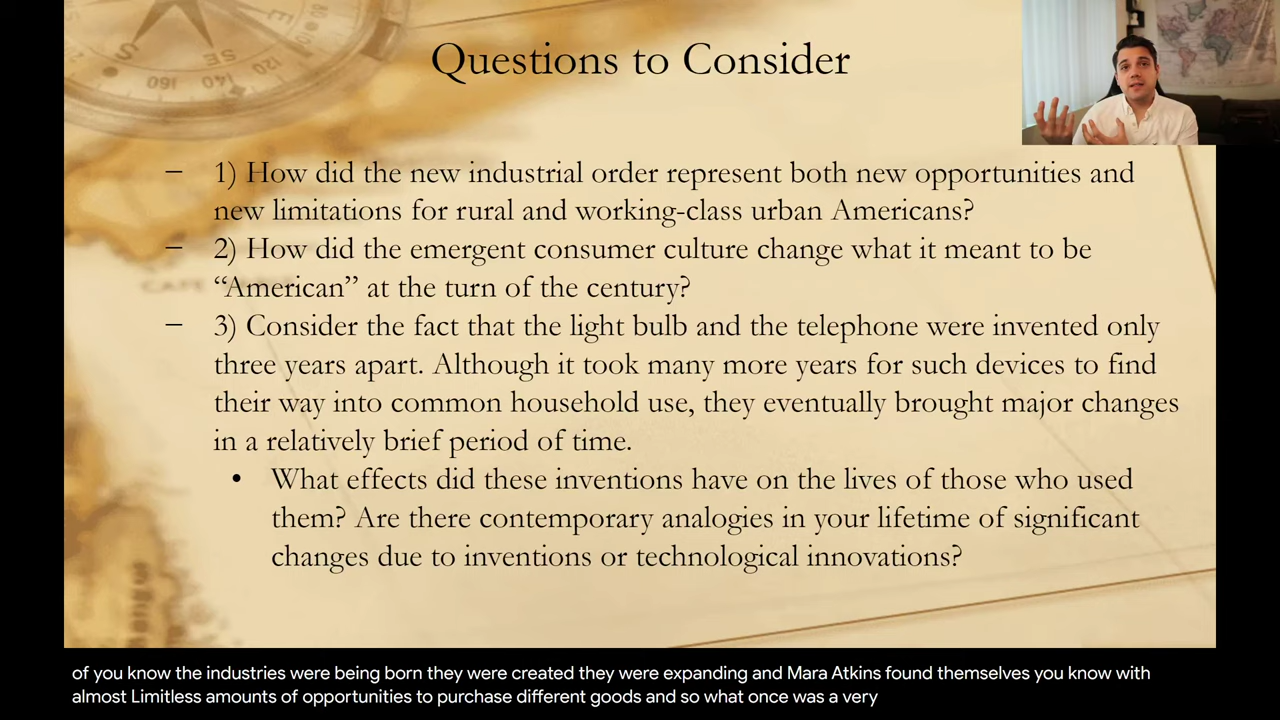 Questions to Consider
– 1) How did the new industrial order represent both new opportunities and
new limitations for rural and working-class urban Americans?
– 2) How did the emergent consumer culture change what it meant to be
“American” at the turn of the century?
– 3) Consider the fact that the light bulb and the telephone were invented only
three years apart. Although it took many more years for such devices to find
their way into common household use, they eventually brought major changes
in a relatively brief period of time.
• What effects did these inventions have on the lives of those who used
them? Are there contemporary analogies in your lifetime of significant
changes due to inventions or technological innovations?
of you know the industries were being born they were created they were expanding and Mara Atkins found themselves you know with
almost Limitless amounts of opportunities to purchase different goods and so what once was a very
S
SE
160
140
120